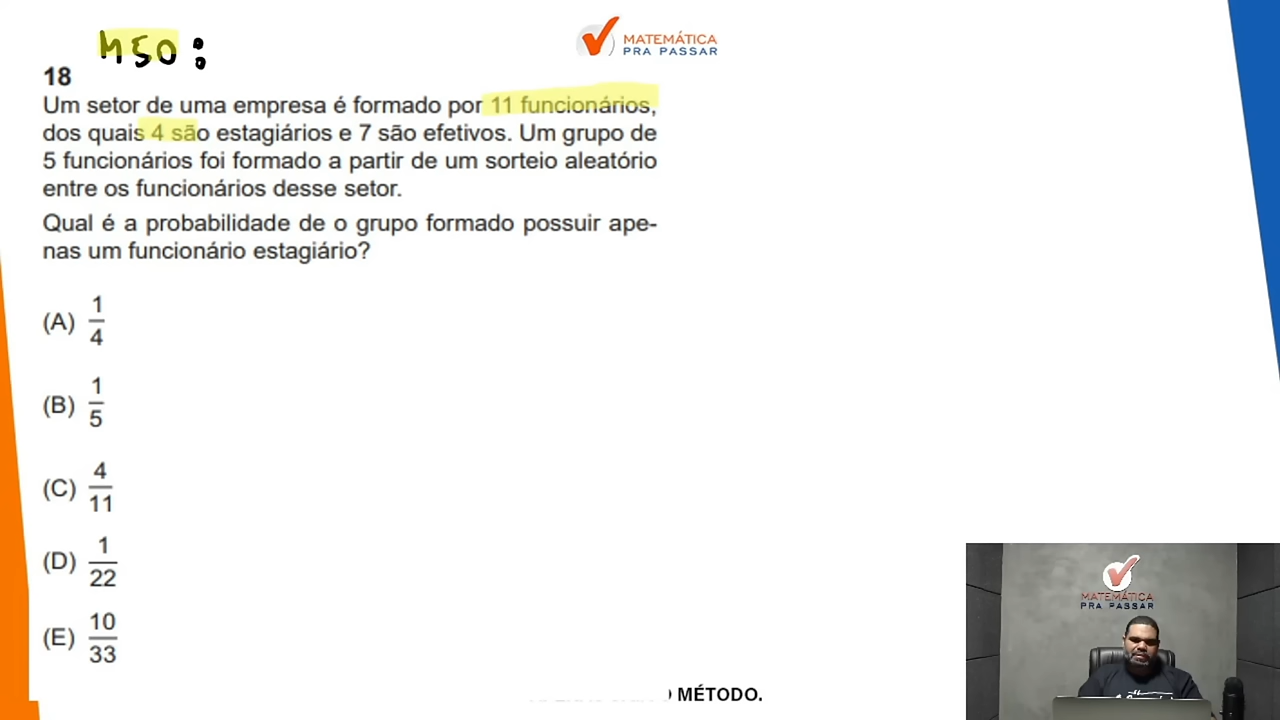 M50:
MATEMÁTICA
PRA PASSAR
18
Um setor de uma empresa é formado por 11 funcionários,
dos quais 4 são estagiários e 7 são efetivos. Um grupo de
5 funcionários foi formado a partir de um sorteio aleatório
entre os funcionários desse setor.
Qual é a probabilidade de o grupo formado possuir ape-
nas um funcionário estagiário?
(A) 1/4
(B) 1/5
(C) 4/11
(D) 1/22
(E) 10/33
MATEMÁTICA
PRA PASSAR
MÉTODO.